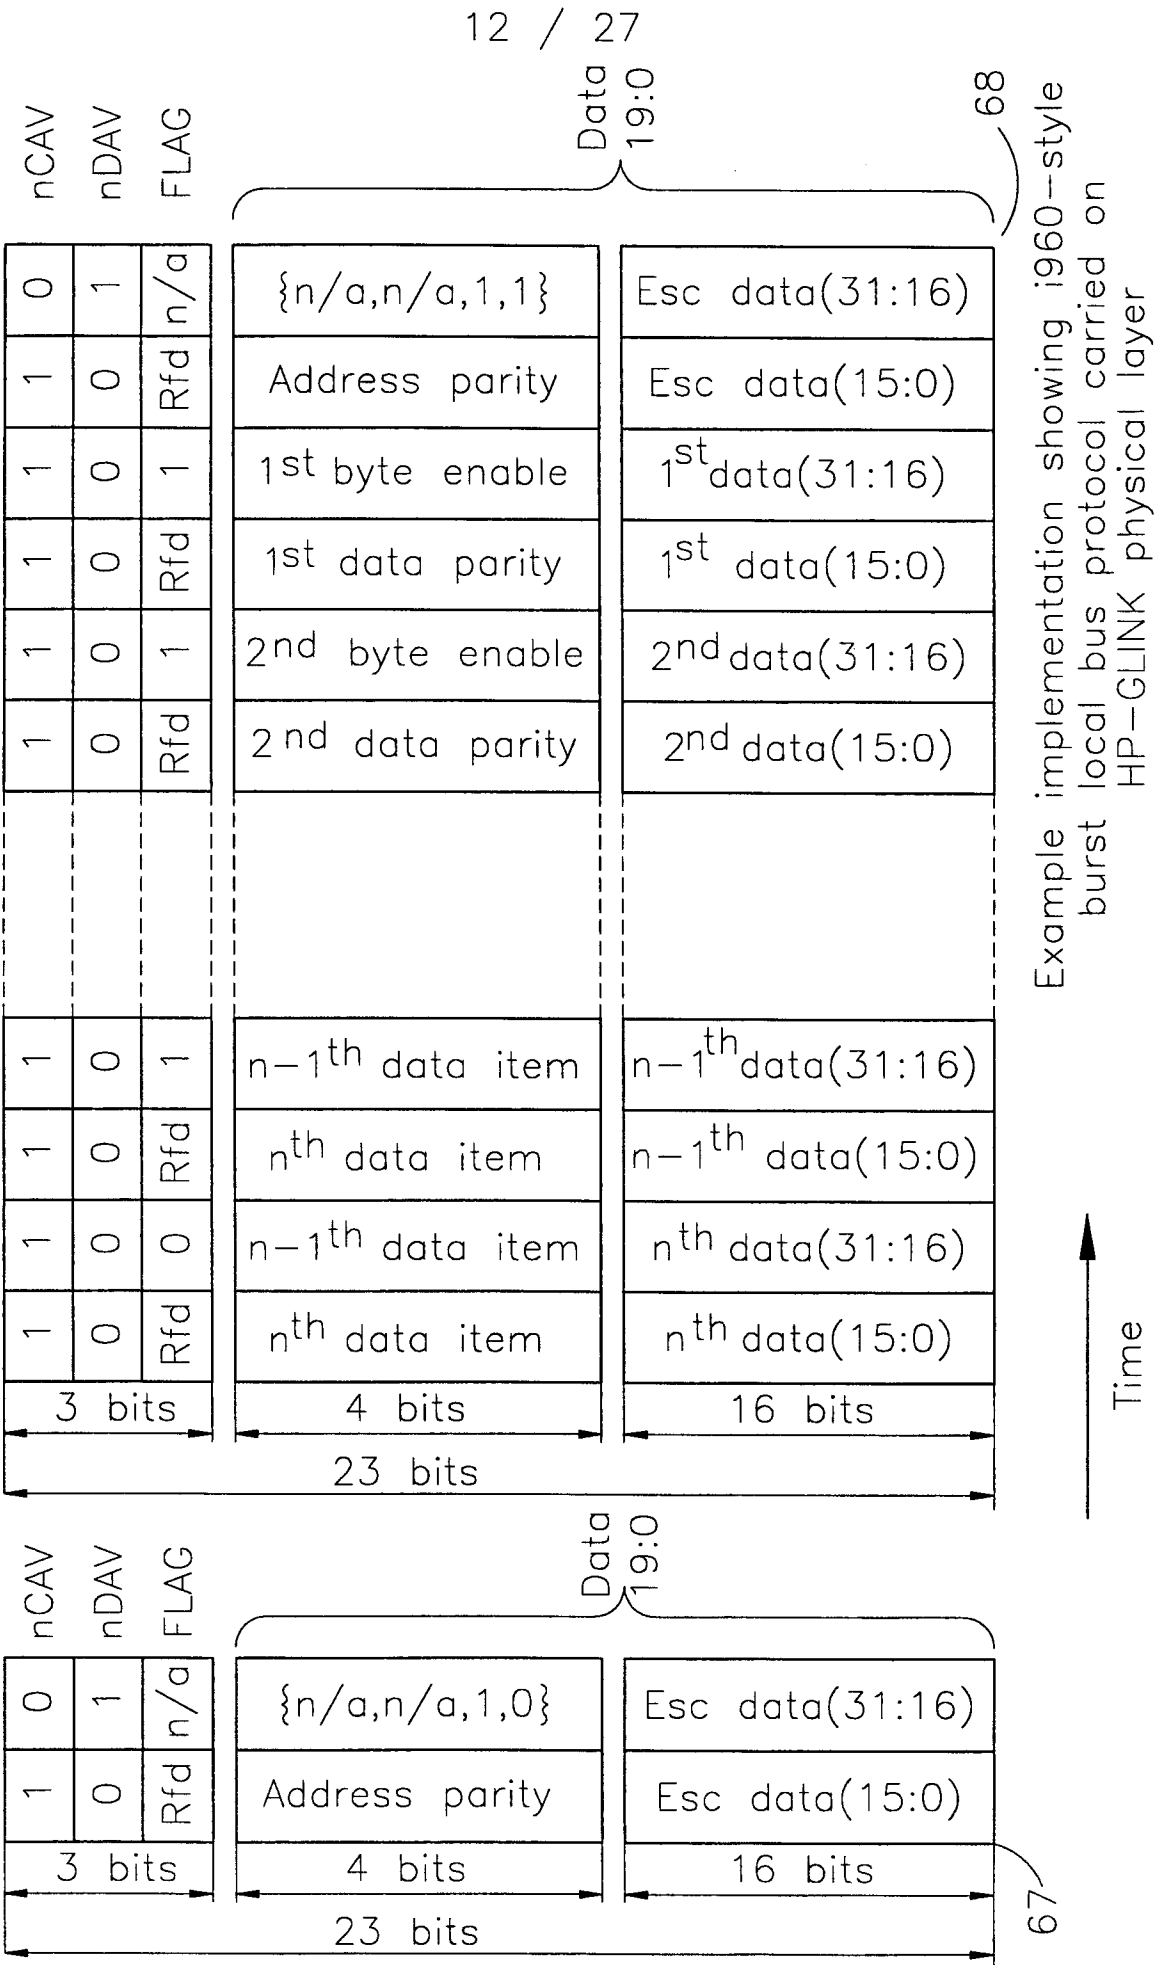 12 / 27
nCAV
nDAV
FLAG
Data
19:0
68
0 1 n/a {n/a,n/a,1,1} Esc data(31:16)
1 0 Rfd Address parity Esc data(15:0)
1 0 1 1st byte enable 1st data(31:16)
1 0 Rfd 1st data parity 1st data(15:0)
1 0 1 2nd byte enable 2nd data(31:16)
1 0 Rfd 2nd data parity 2nd data(15:0)
1 0 1 n-1th data item n-1th data(31:16)
1 0 Rfd nth data item n-1th data(15:0)
1 0 0 n-1th data item nth data(31:16)
1 0 Rfd nth data item nth data(15:0)
3 bits 4 bits 16 bits
23 bits
Example implementation showing i960-style
burst local bus protocol carried on
HP-GLINK physical layer
Time
nCAV
nDAV
FLAG
Data
19:0
0 1 n/a {n/a,n/a,1,0} Esc data(31:16)
1 0 Rfd Address parity Esc data(15:0)
3 bits 4 bits 16 bits
23 bits
67